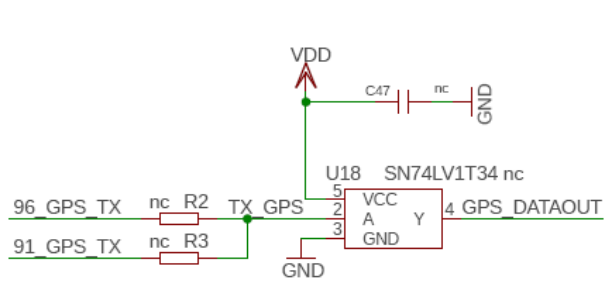 VDD
C47 nc GND
U18 SN74LV1T34 nc
5 VCC
96_GPS_TX nc R2 TX_GPS 2 A Y 4 GPS_DATAOUT
3 GND
91_GPS_TX nc R3
GND